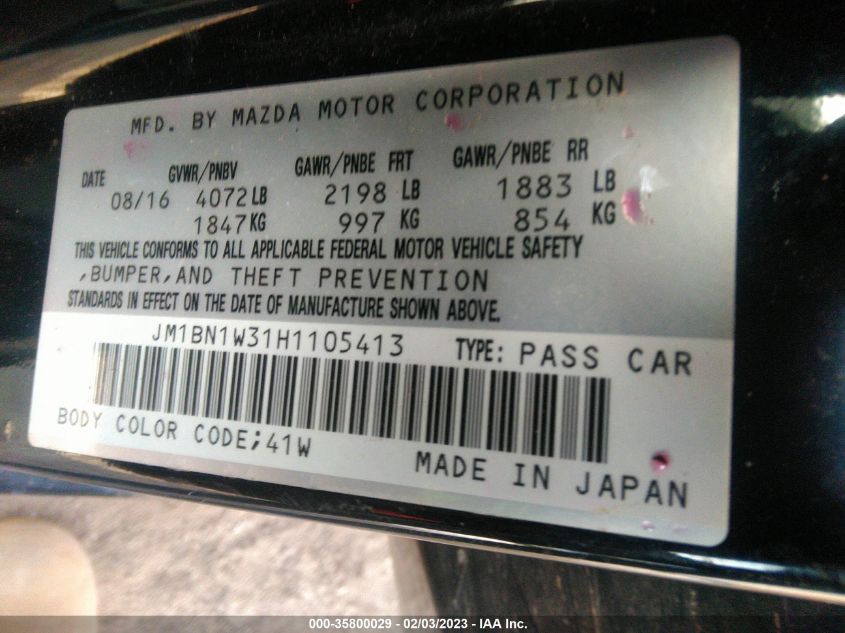 MFD. BY MAZDA MOTOR CORPORATION
DATE GVWR/PNBV GAWR/PNBE FRT GAWR/PNBE RR
08/16 4072LB 2198 LB 1883 LB
1847KG 997 KG 854 KG
THIS VEHICLE CONFORMS TO ALL APPLICABLE FEDERAL MOTOR VEHICLE SAFETY
,BUMPER,AND THEFT PREVENTION
STANDARDS IN EFFECT ON THE DATE OF MANUFACTURE SHOWN ABOVE.
JM1BN1W31H1105413 TYPE: PASS CAR
BODY COLOR CODE;41W
MADE IN JAPAN
000-35800029 - 02/03/2023 - IAA Inc.